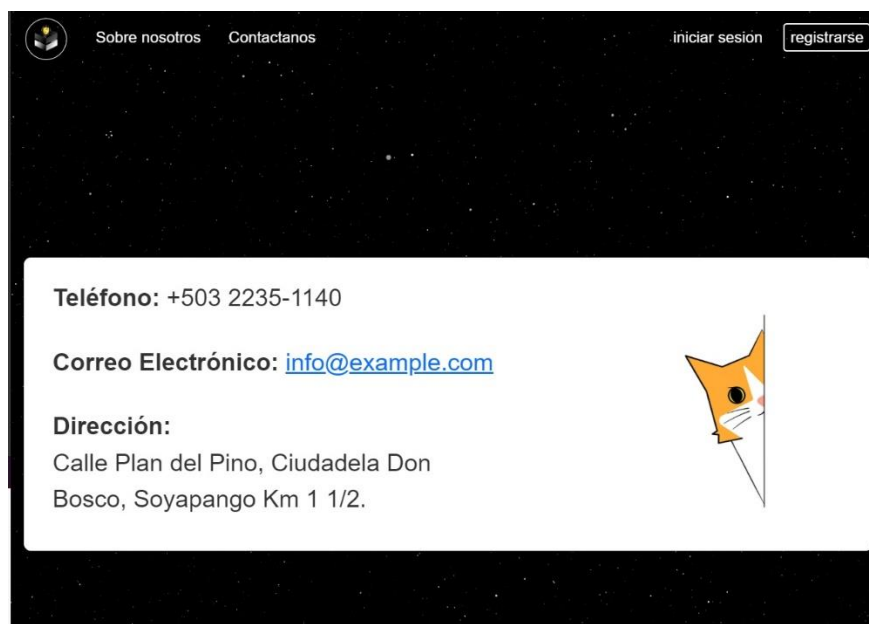 Sobre nosotros Contactanos iniciar sesion registrarse
Teléfono: +503 2235-1140
Correo Electrónico: info@example.com
Dirección:
Calle Plan del Pino, Ciudadela Don
Bosco, Soyapango Km 1 1/2.